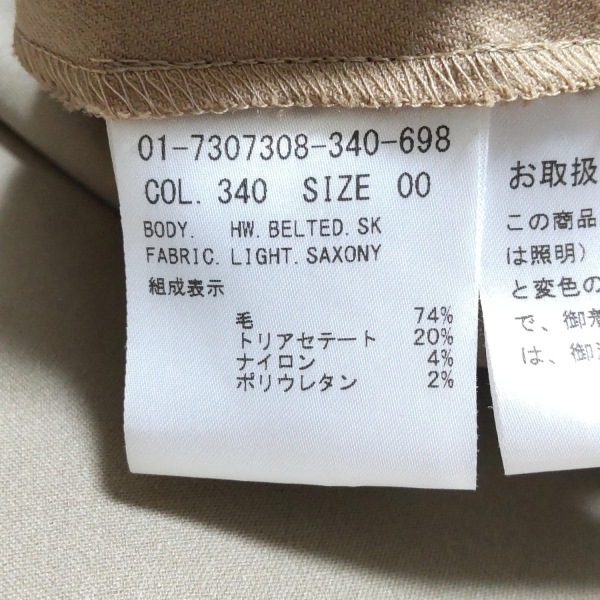 01-7307308-340-698
COL. 340 SIZE 00
BODY. HW. BELTED. SK
FABRIC. LIGHT. SAXONY
組成表示
毛 74%
トリアセテート 20%
ナイロン 4%
ポリウレタン 2%
お取扱
この商品
は照明)
と変色の
で、御着
は、御注